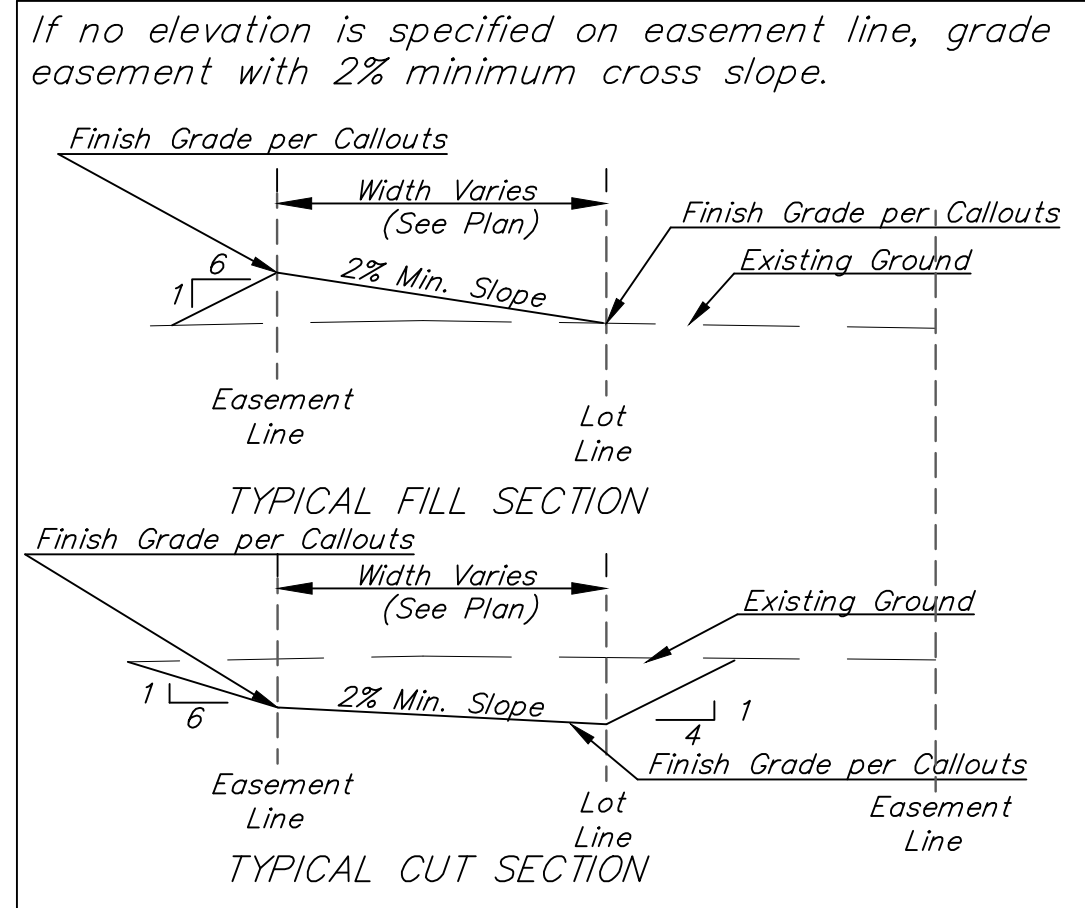 If no elevation is specified on easement line, grade
easement with 2% minimum cross slope.
Finish Grade per Callouts
Width Varies
(See Plan)
Finish Grade per Callouts
Existing Ground
6
1
2% Min. Slope
Easement
Line
Lot
Line
TYPICAL FILL SECTION
Finish Grade per Callouts
Width Varies
(See Plan)
Existing Ground
1
6
2% Min. Slope
1
4
Finish Grade per Callouts
Easement
Line
Lot
Line
Easement
Line
TYPICAL CUT SECTION